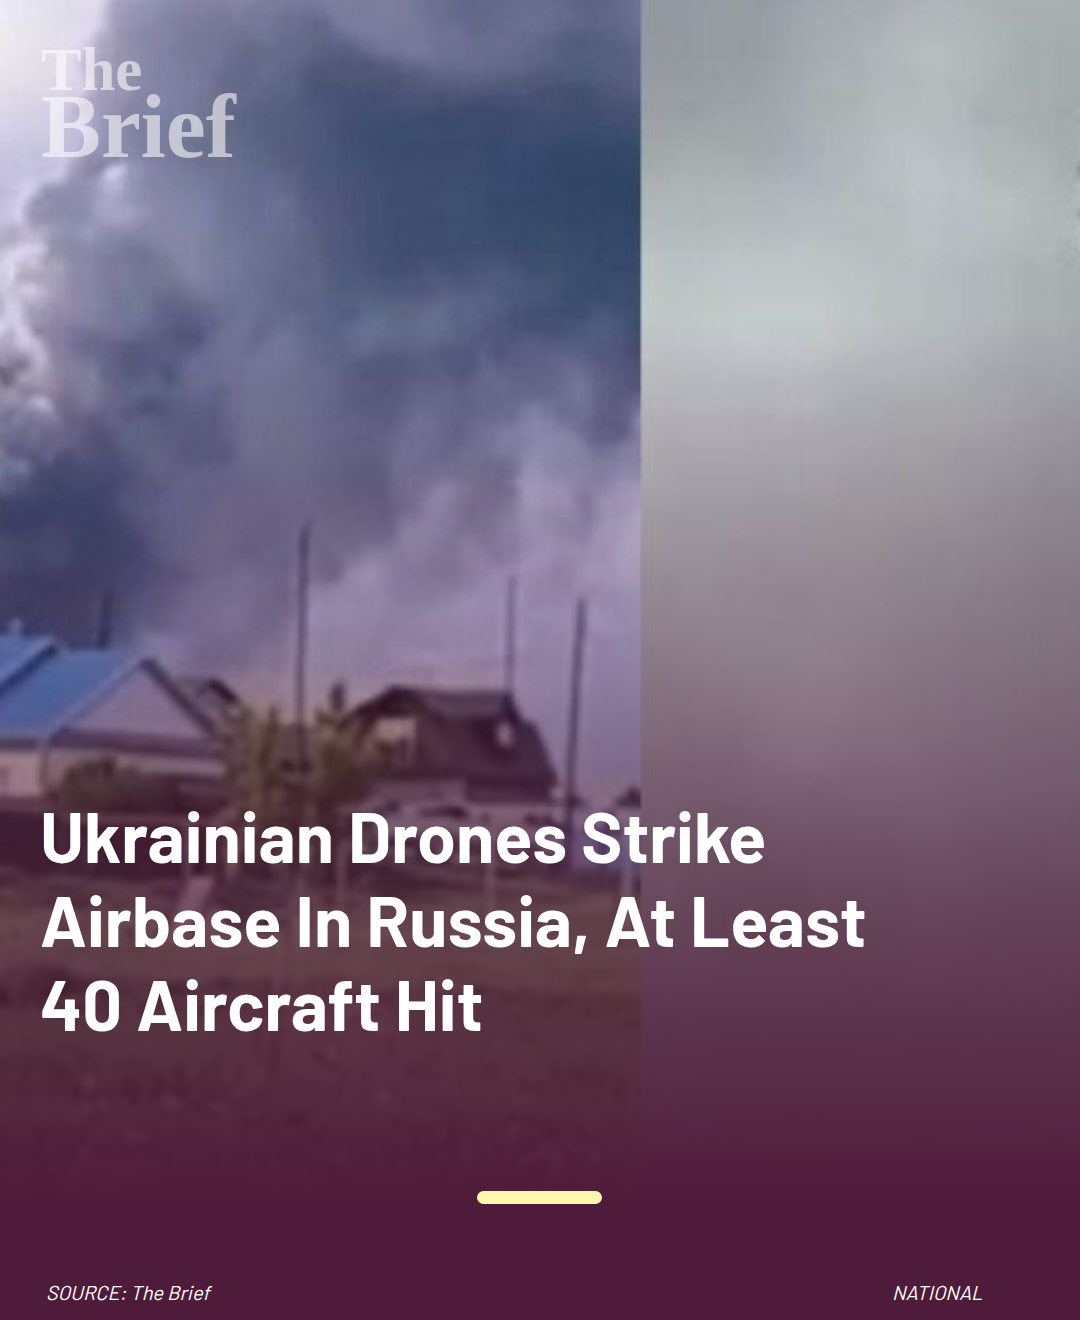 The
Brief
Ukrainian Drones Strike
Airbase In Russia, At Least
40 Aircraft Hit
SOURCE: The Brief
NATIONAL